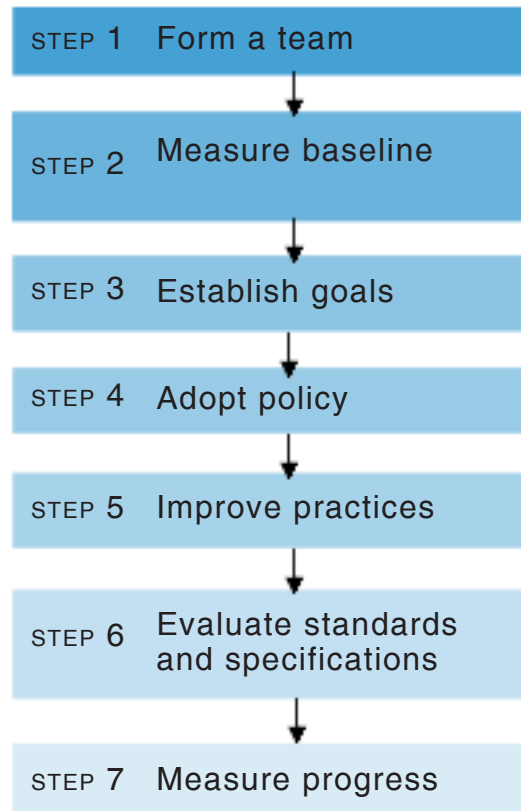 STEP 1 Form a team
STEP 2 Measure baseline
STEP 3 Establish goals
STEP 4 Adopt policy
STEP 5 Improve practices
STEP 6 Evaluate standards
and specifications
STEP 7 Measure progress